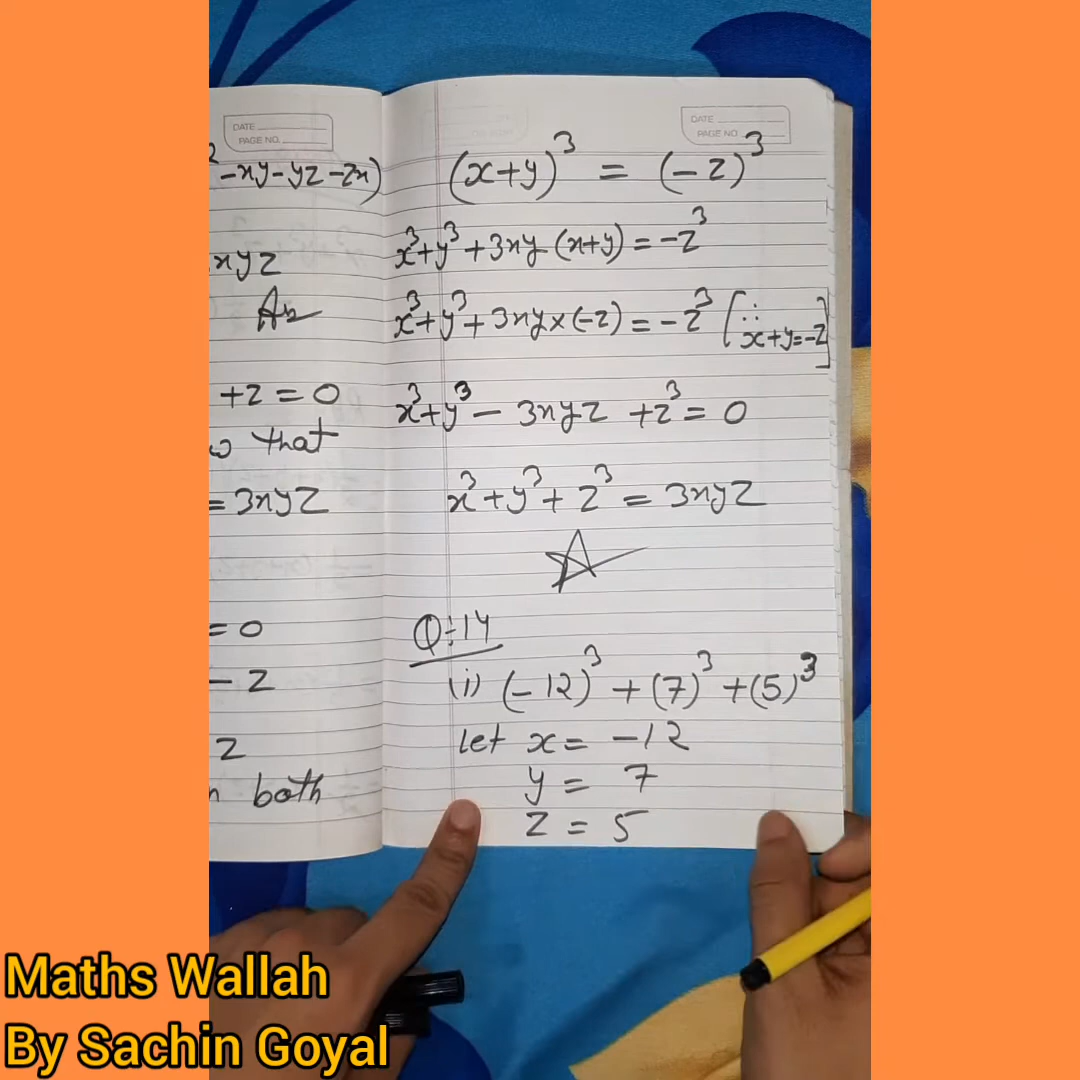 DATE
PAGE NO.
² -xy-yz-zx)
xyz
Ans
+z = 0
w that
= 3xyz
= 0
- z
z
n both
DATE
PAGE NO.
(x+y)³ = (-z)³
x³+y³+3xy(x+y) = -z³
x³+y³+3xy×(-z) = -z³ [∵ x+y=-z]
x³+y³ - 3xyz +z³ = 0
x³+y³+z³ = 3xyz
Q:14
(i) (-12)³ + (7)³ + (5)³
let x = -12
y = 7
z = 5
Maths Wallah
By Sachin Goyal